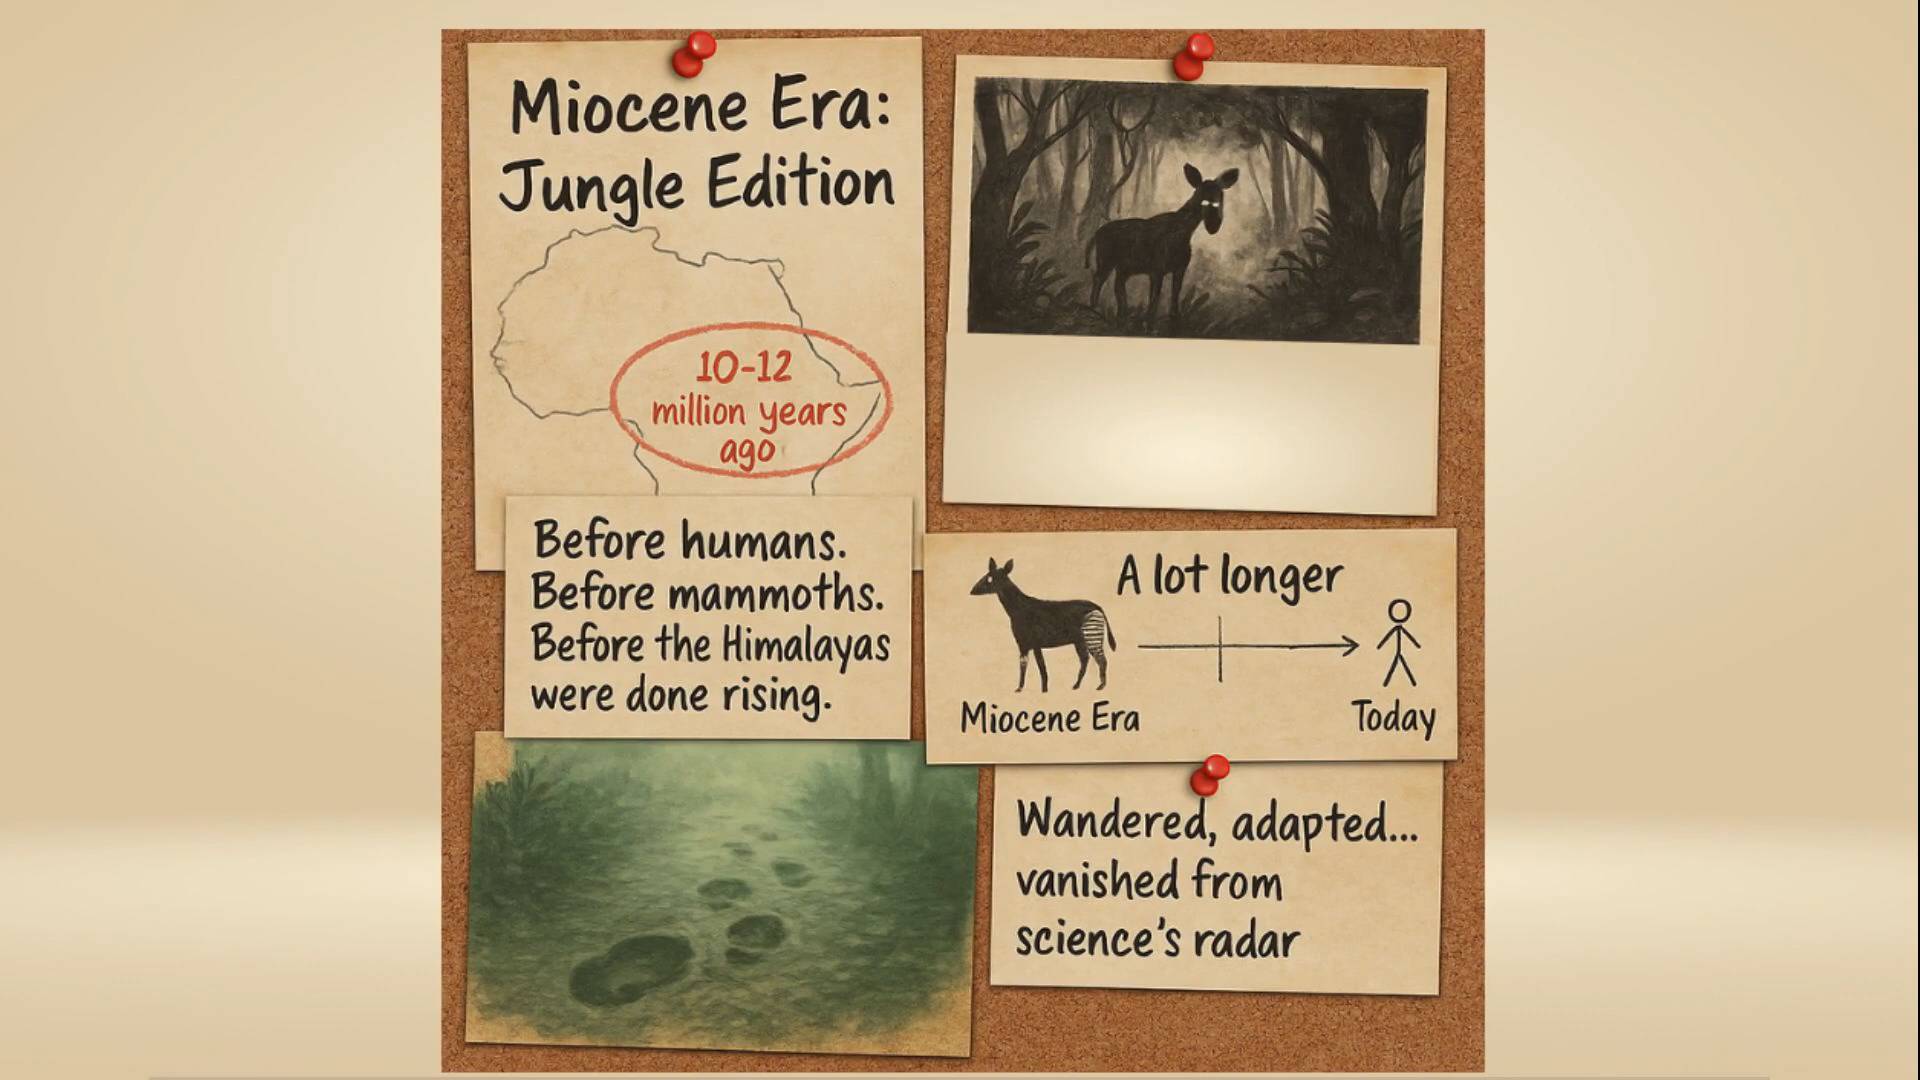 Miocene Era:
Jungle Edition
10-12
million years
ago
Before humans.
Before mammoths.
Before the Himalayas
were done rising.
A lot longer
Miocene Era
Today
Wandered, adapted...
vanished from
science's radar